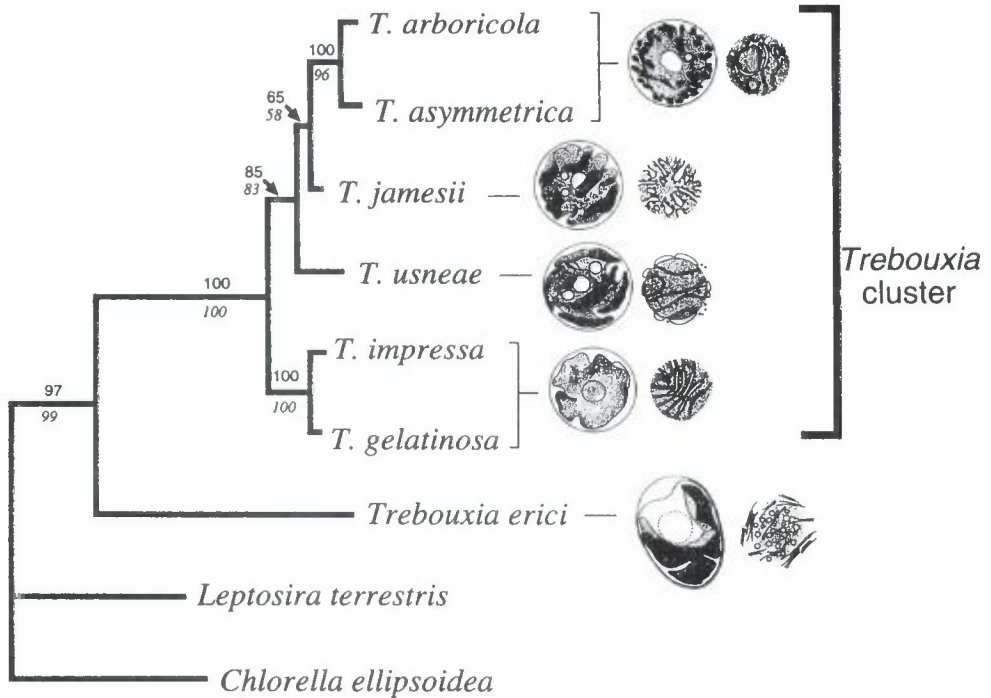 T. arboricola
100
96
T. asymmetrica
65
58
85
83
T. jamesii
T. usneae
Trebouxia
cluster
100
100
T. impressa
100
100
T. gelatinosa
97
99
Trebouxia erici
Leptosira terrestris
Chlorella ellipsoidea